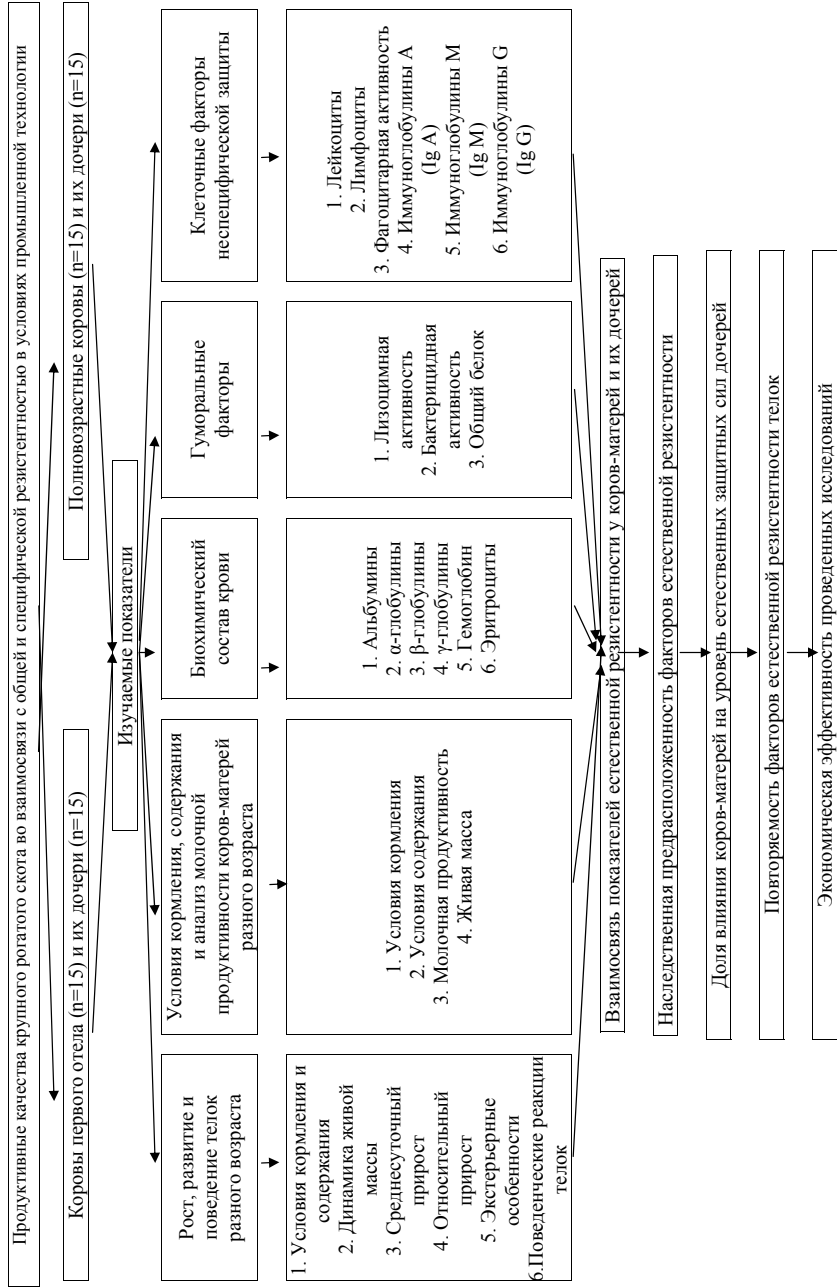 Продуктивные качества крупного рогатого скота во взаимосвязи с общей и специфической резистентностью в условиях промышленной технологии
Коровы первого отела (n=15) и их дочери (n=15)
Полновозрастные коровы (n=15) и их дочери (n=15)
Изучаемые показатели
Рост, развитие и
поведение телок
разного возраста
Условия кормления, содержания
и анализ молочной
продуктивности коров-матерей
разного возраста
Биохимический
состав крови
Гуморальные
факторы
Клеточные факторы
неспецифической защиты
1. Условия кормления и
содержания
2. Динамика живой
массы
3. Среднесуточный
прирост
4. Относительный
прирост
5. Экстерьерные
особенности
6.Поведенческие реакции
телок
1. Условия кормления
2. Условия содержания
3. Молочная продуктивность
4. Живая масса
1. Альбумины
2. α-глобулины
3. β-глобулины
4. γ-глобулины
5. Гемоглобин
6. Эритроциты
1. Лизоцимная
активность
2. Бактерицидная
активность
3. Общий белок
1. Лейкоциты
2. Лимфоциты
3. Фагоцитарная активность
4. Иммуноглобулины А
(Ig A)
5. Иммуноглобулины М
(Ig M)
6. Иммуноглобулины G
(Ig G)
Взаимосвязь показателей естественной резистентности у коров-матерей и их дочерей
Наследственная предрасположенность факторов естественной резистентности
Доля влияния коров-матерей на уровень естественных защитных сил дочерей
Повторяемость факторов естественной резистентности телок
Экономическая эффективность проведенных исследований